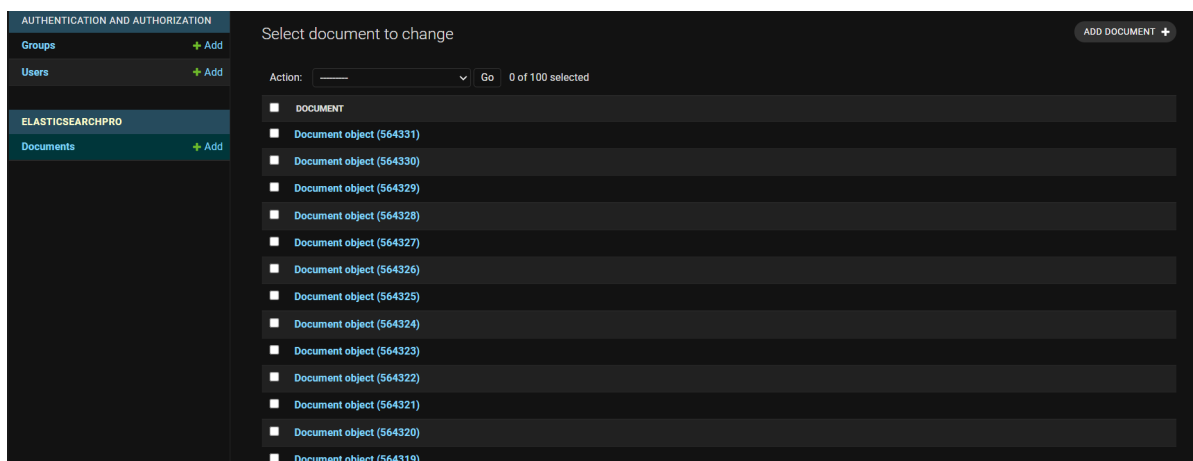 AUTHENTICATION AND AUTHORIZATION
Groups + Add
Users + Add
ELASTICSEARCHPRO
Documents + Add
Select document to change
ADD DOCUMENT +
Action: --------- Go 0 of 100 selected
DOCUMENT
Document object (564331)
Document object (564330)
Document object (564329)
Document object (564328)
Document object (564327)
Document object (564326)
Document object (564325)
Document object (564324)
Document object (564323)
Document object (564322)
Document object (564321)
Document object (564320)
Document object (564319)